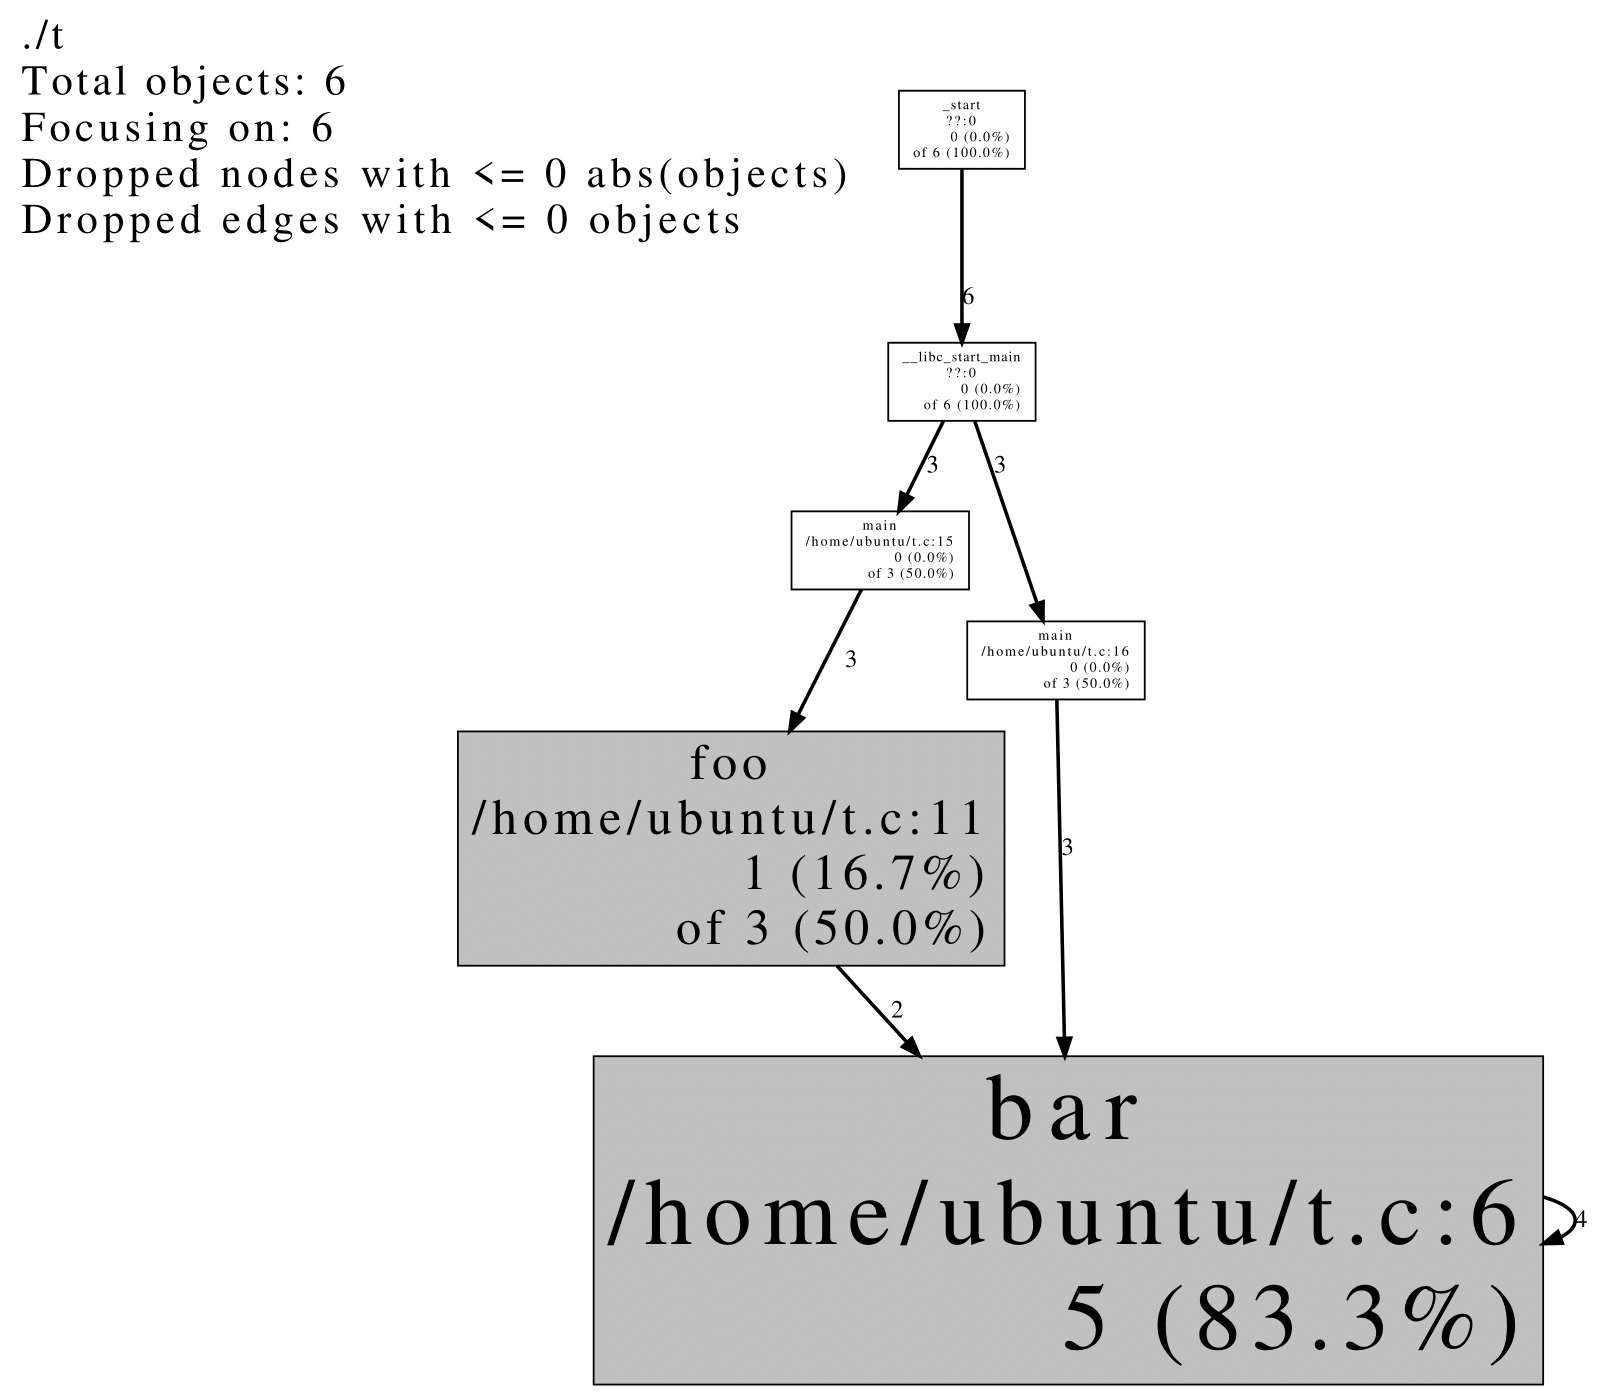 ./t
Total objects: 6
Focusing on: 6
Dropped nodes with <= 0 abs(objects)
Dropped edges with <= 0 objects
_start
??:0
0 (0.0%)
of 6 (100.0%)
6
__libc_start_main
??:0
0 (0.0%)
of 6 (100.0%)
3
3
main
/home/ubuntu/t.c:15
0 (0.0%)
of 3 (50.0%)
main
/home/ubuntu/t.c:16
0 (0.0%)
of 3 (50.0%)
3
foo
/home/ubuntu/t.c:11
1 (16.7%)
of 3 (50.0%)
3
2
bar
/home/ubuntu/t.c:6
5 (83.3%)
4